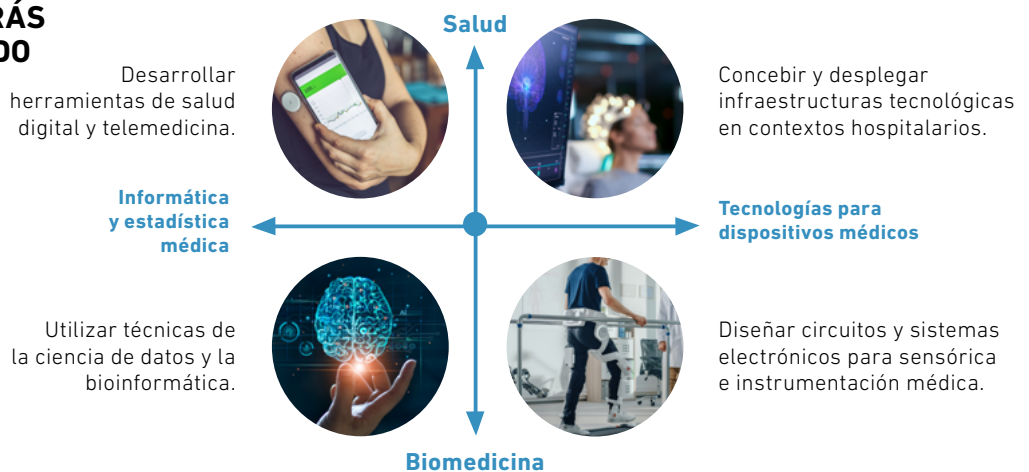 Salud
Desarrollar
herramientas de salud
digital y telemedicina.
Concebir y desplegar
infraestructuras tecnológicas
en contextos hospitalarios.
Informática
y estadística
médica
Tecnologías para
dispositivos médicos
Utilizar técnicas de
la ciencia de datos y la
bioinformática.
Diseñar circuitos y sistemas
electrónicos para sensórica
e instrumentación médica.
Biomedicina